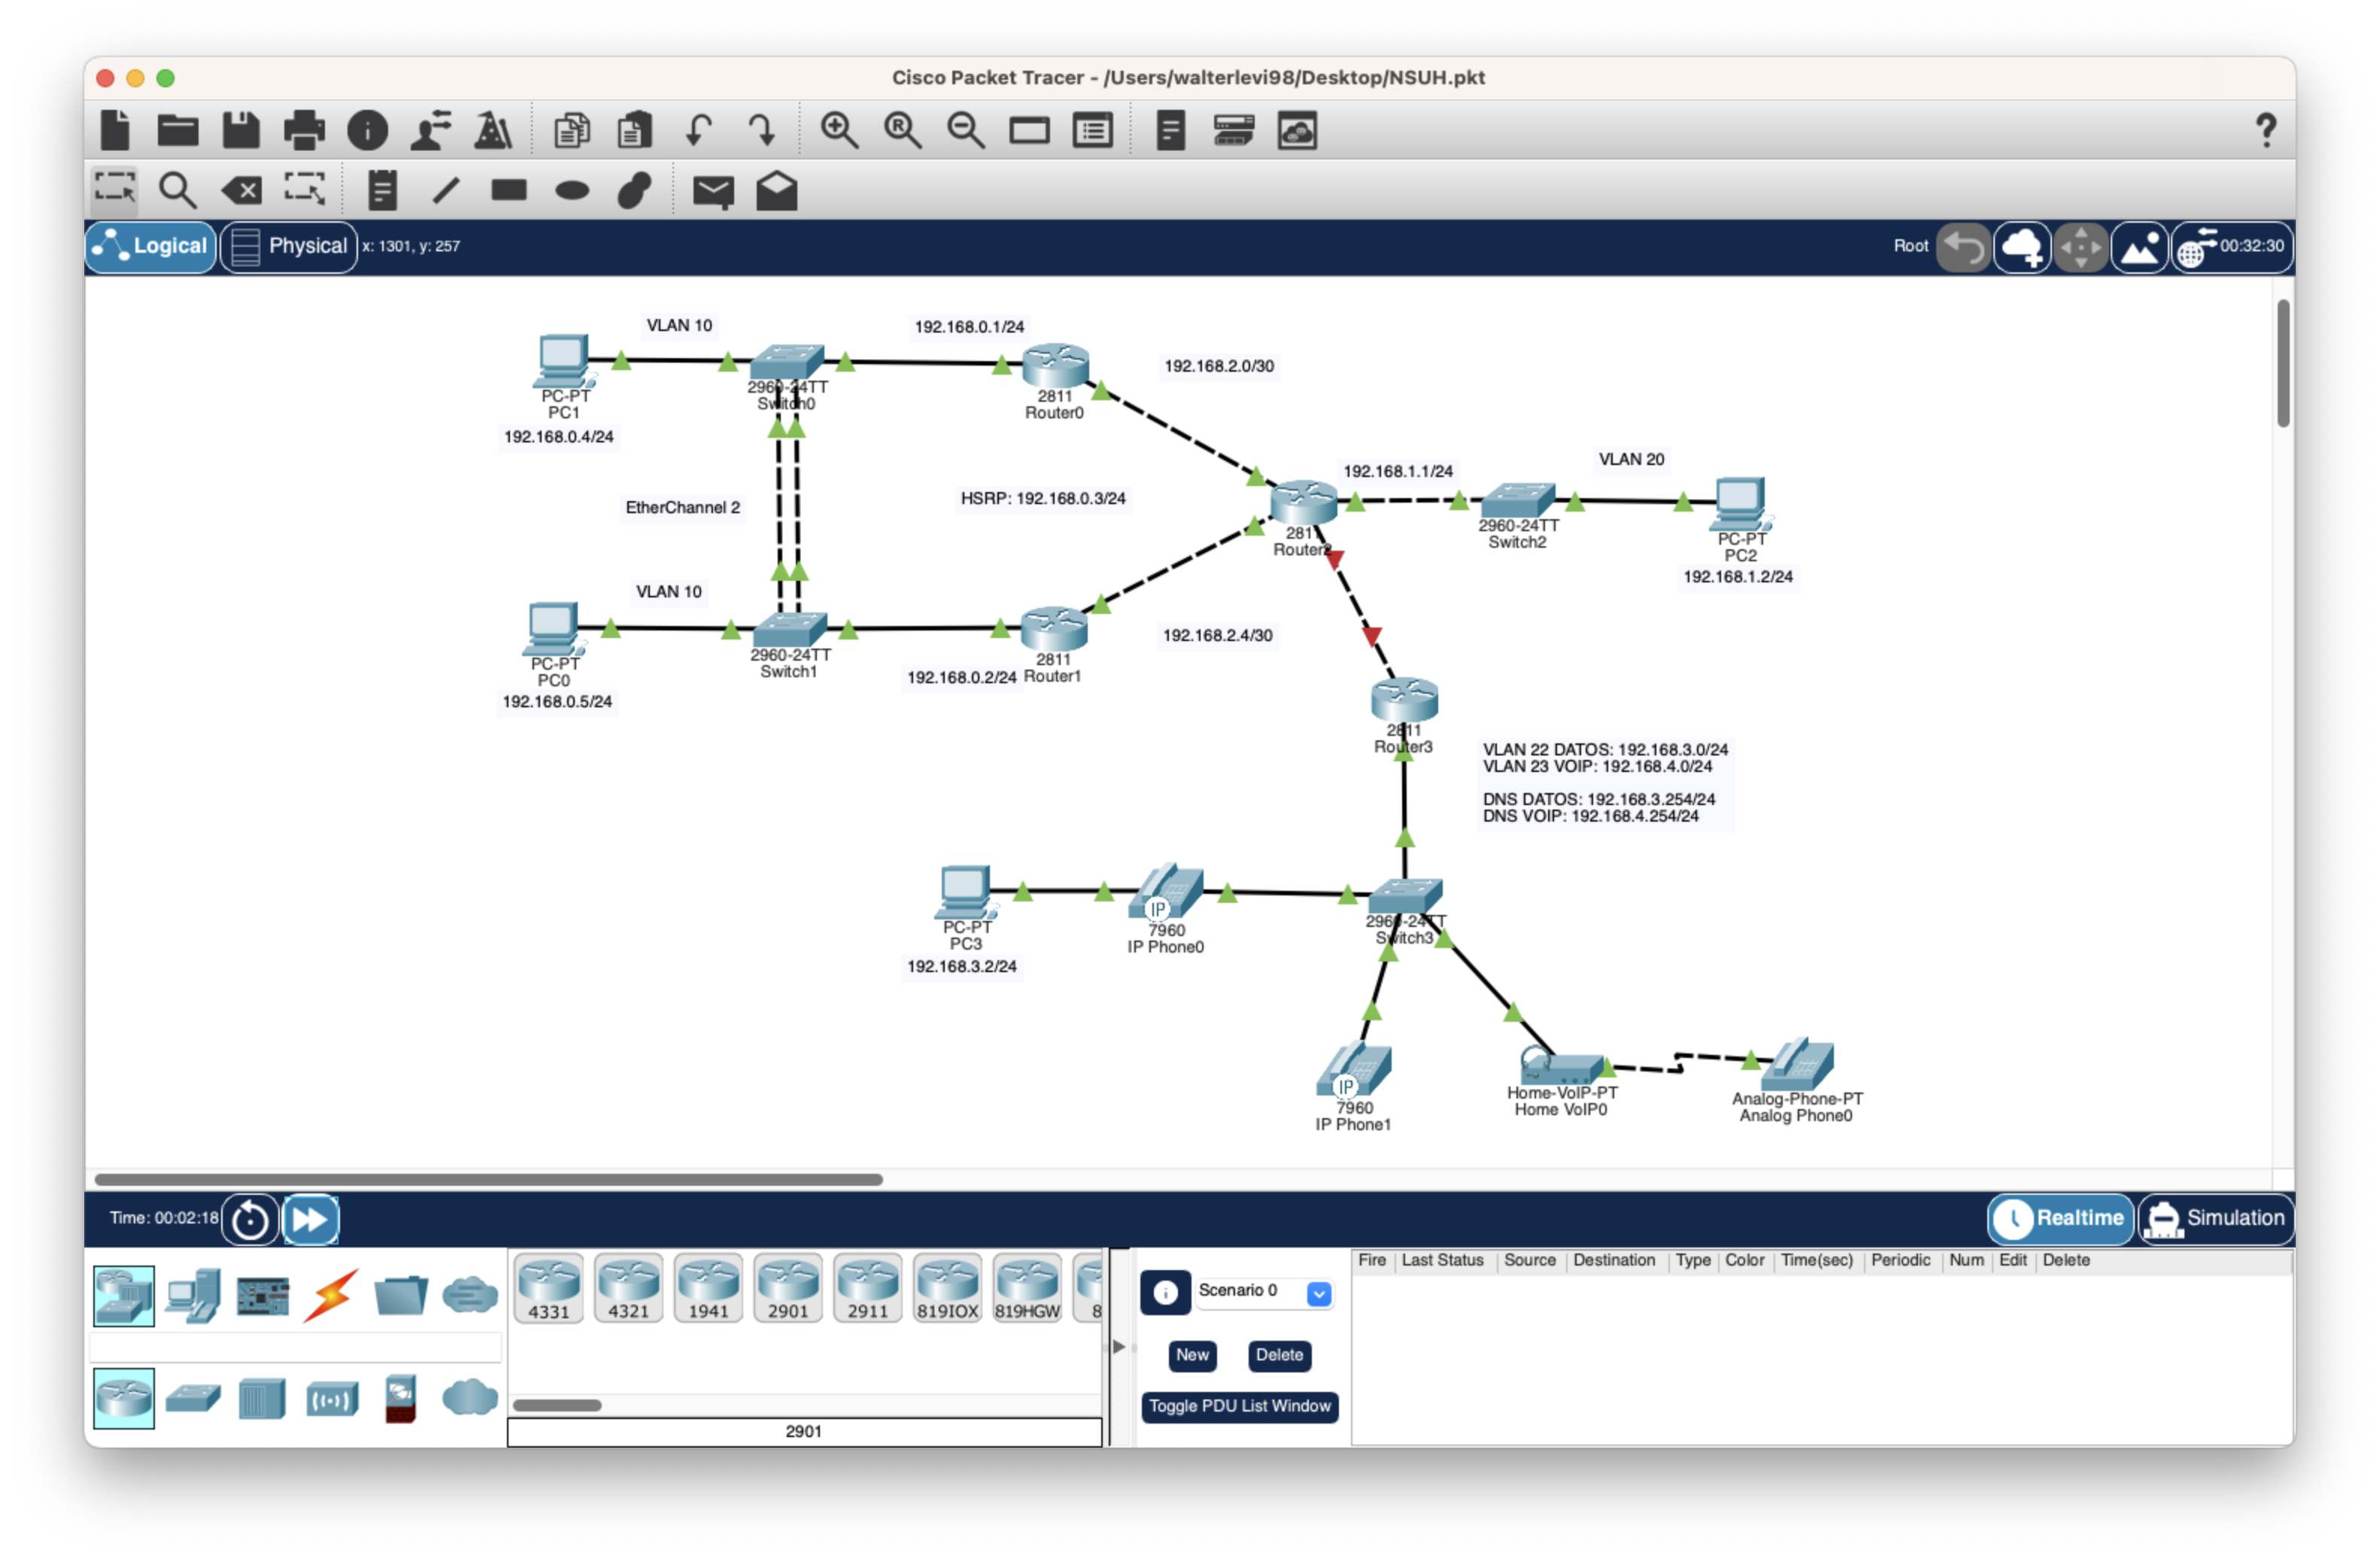 Cisco Packet Tracer - /Users/walterlevi98/Desktop/NSUH.pkt
Logical
Physical
x: 1301, y: 257
Root
00:32:30
VLAN 10
192.168.0.1/24
192.168.2.0/30
PC-PT
PC1
192.168.0.4/24
2960-24TT
Switch0
2811
Router0
EtherChannel 2
HSRP: 192.168.0.3/24
192.168.1.1/24
VLAN 20
2811
Router2
2960-24TT
Switch2
PC-PT
PC2
192.168.1.2/24
VLAN 10
PC-PT
PC0
192.168.0.5/24
2960-24TT
Switch1
192.168.0.2/24
2811
Router1
192.168.2.4/30
2811
Router3
VLAN 22 DATOS: 192.168.3.0/24
VLAN 23 VOIP: 192.168.4.0/24
DNS DATOS: 192.168.3.254/24
DNS VOIP: 192.168.4.254/24
PC-PT
PC3
192.168.3.2/24
IP
7960
IP Phone0
2960-24TT
Switch3
IP
7960
IP Phone1
Home-VoIP-PT
Home VoIP0
Analog-Phone-PT
Analog Phone0
Time: 00:02:18
Realtime
Simulation
4331
4321
1941
2901
2911
819IOX
819HGW
8
2901
Scenario 0
New
Delete
Toggle PDU List Window
Fire
Last Status
Source
Destination
Type
Color
Time(sec)
Periodic
Num
Edit
Delete